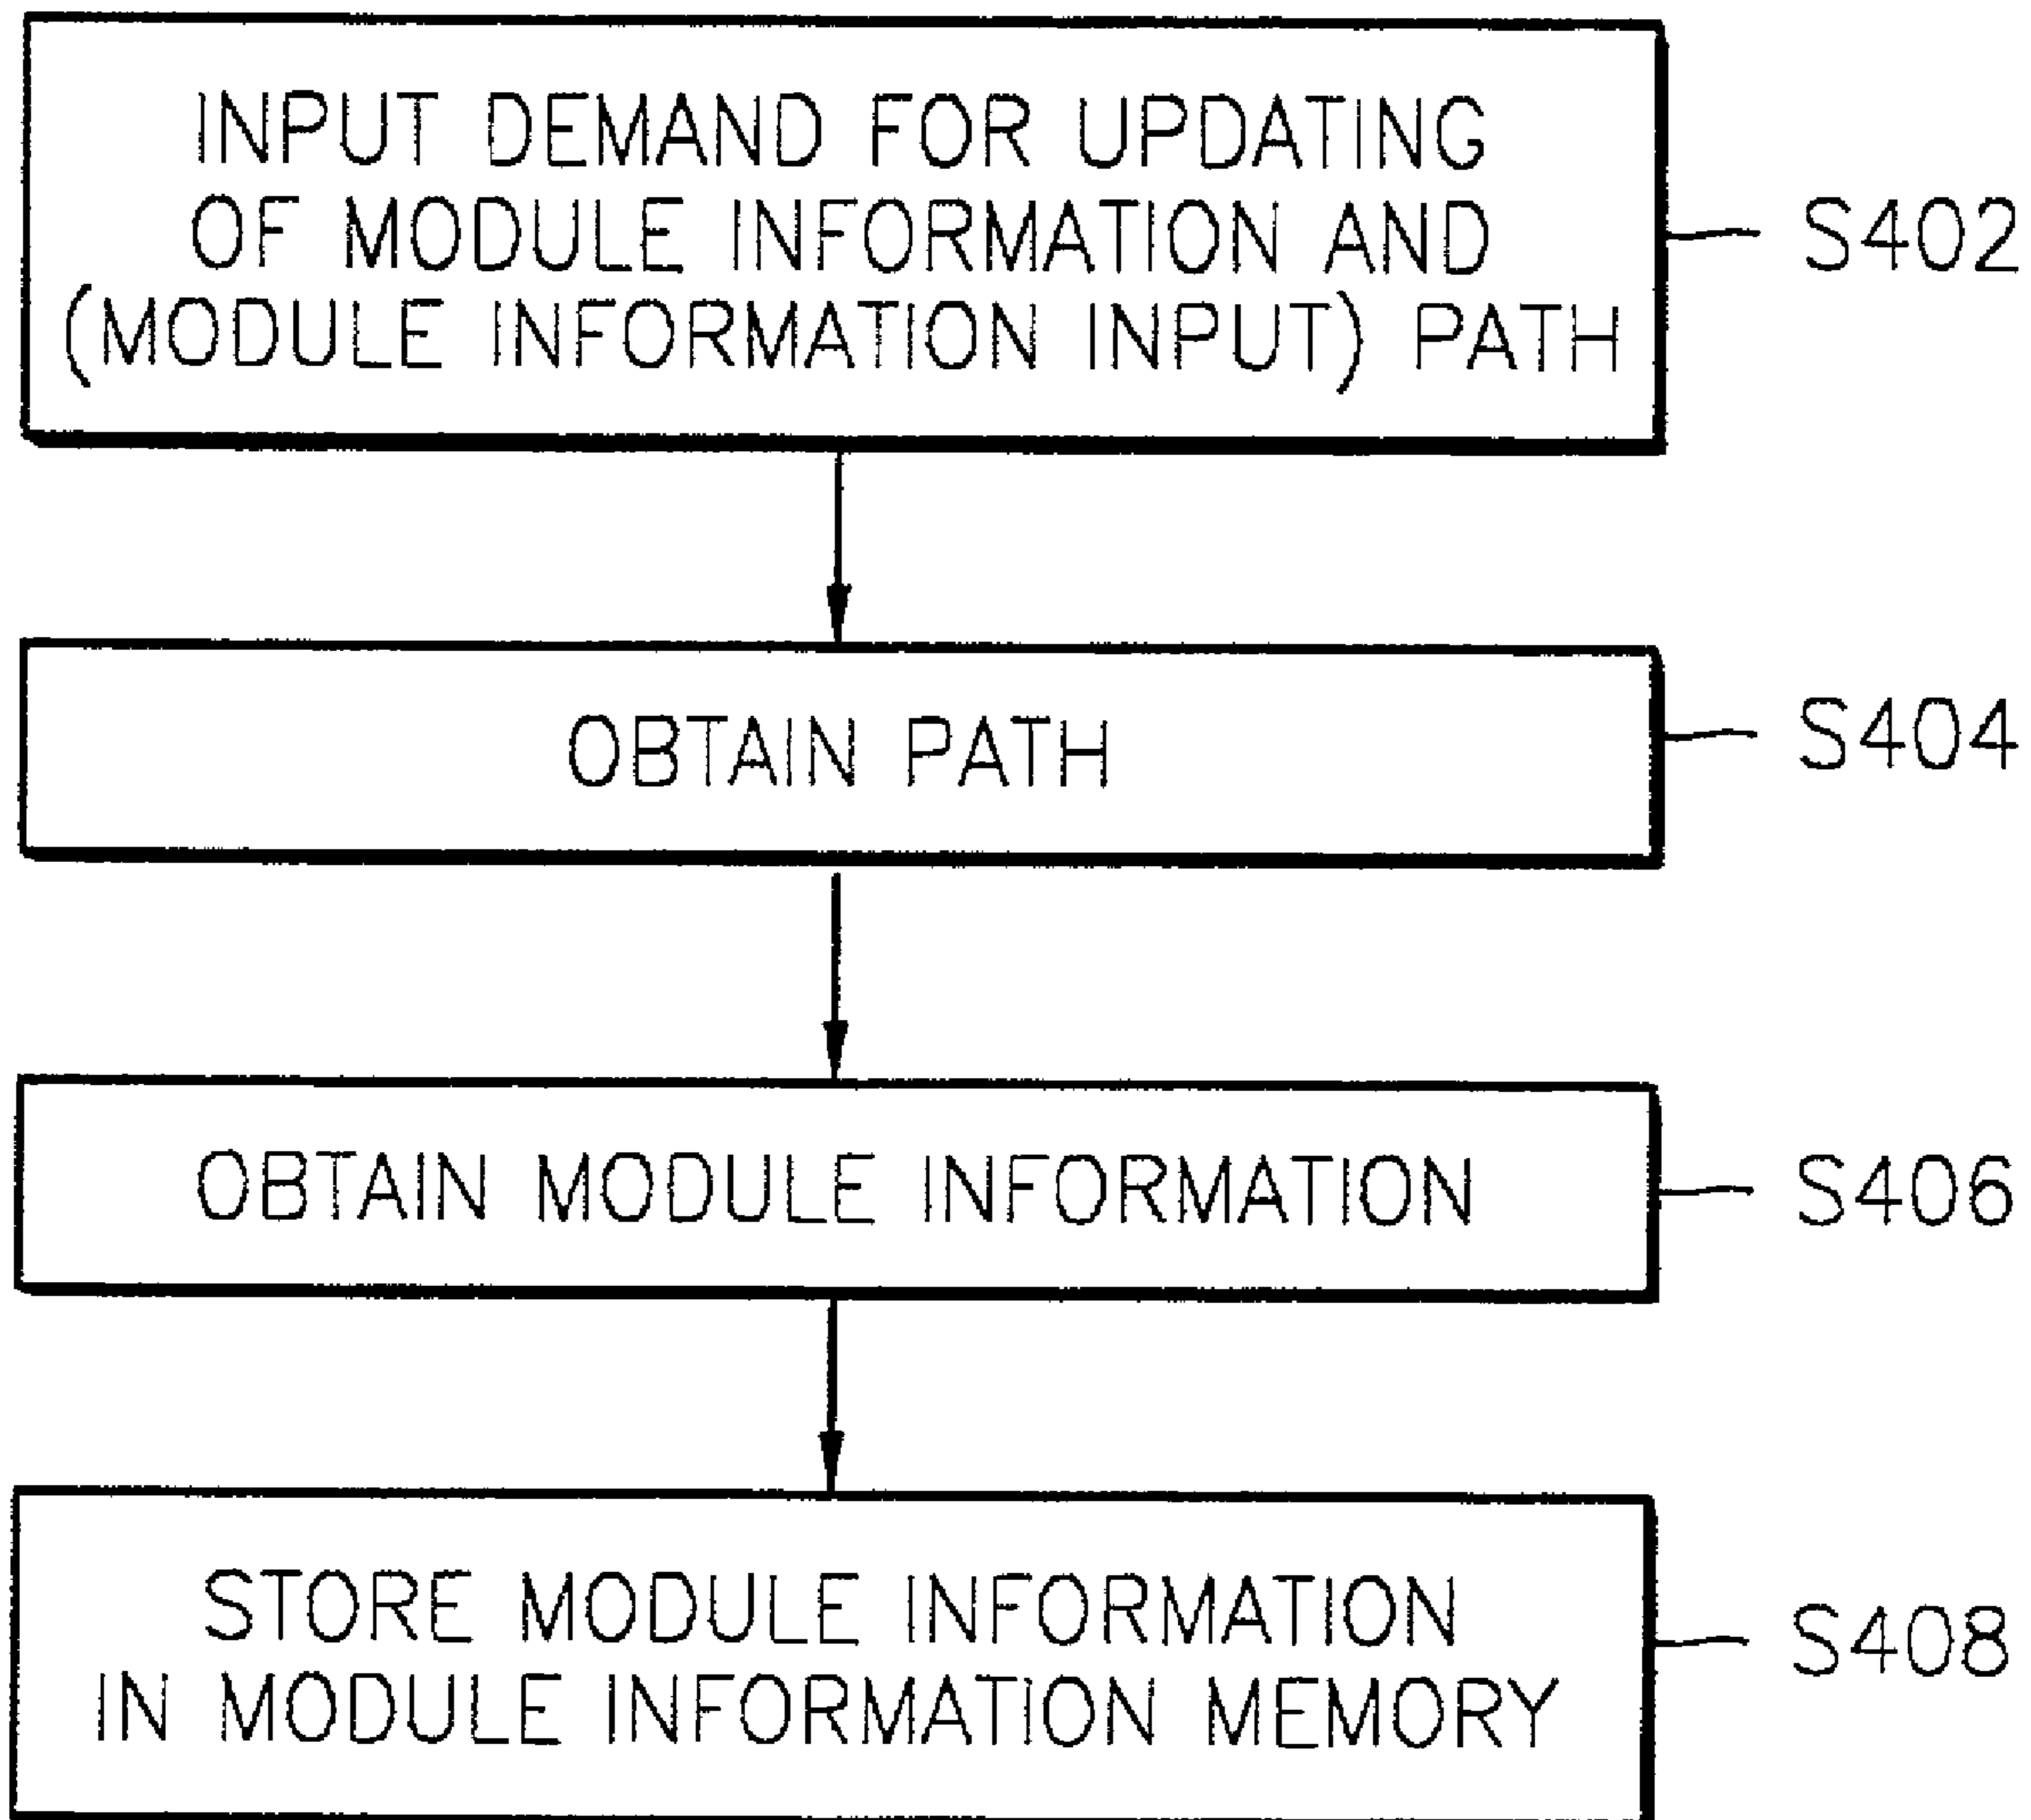 INPUT DEMAND FOR UPDATING
OF MODULE INFORMATION AND
(MODULE INFORMATION INPUT) PATH
S402
OBTAIN PATH
S404
OBTAIN MODULE INFORMATION
S406
STORE MODULE INFORMATION
IN MODULE INFORMATION MEMORY
S408